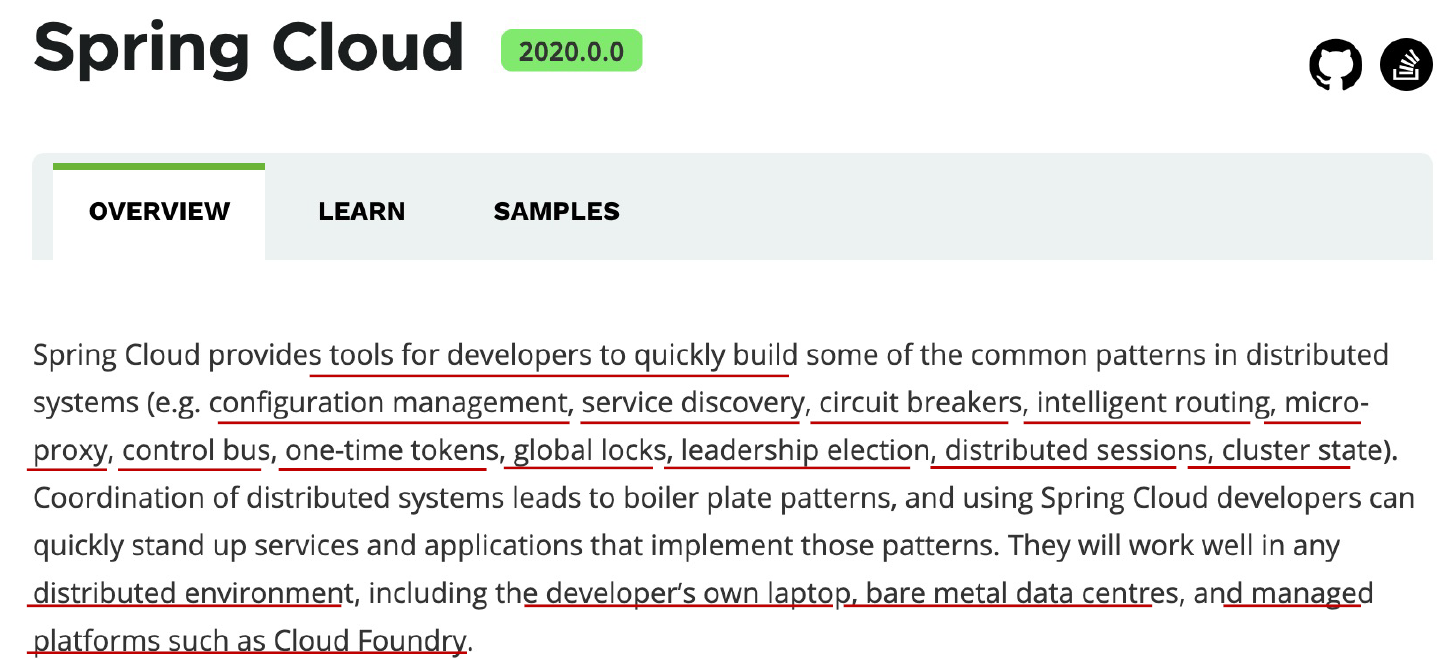 Spring Cloud 2020.0.0
OVERVIEW LEARN SAMPLES
Spring Cloud provides tools for developers to quickly build some of the common patterns in distributed
systems (e.g. configuration management, service discovery, circuit breakers, intelligent routing, micro-
proxy, control bus, one-time tokens, global locks, leadership election, distributed sessions, cluster state).
Coordination of distributed systems leads to boiler plate patterns, and using Spring Cloud developers can
quickly stand up services and applications that implement those patterns. They will work well in any
distributed environment, including the developer's own laptop, bare metal data centres, and managed
platforms such as Cloud Foundry.